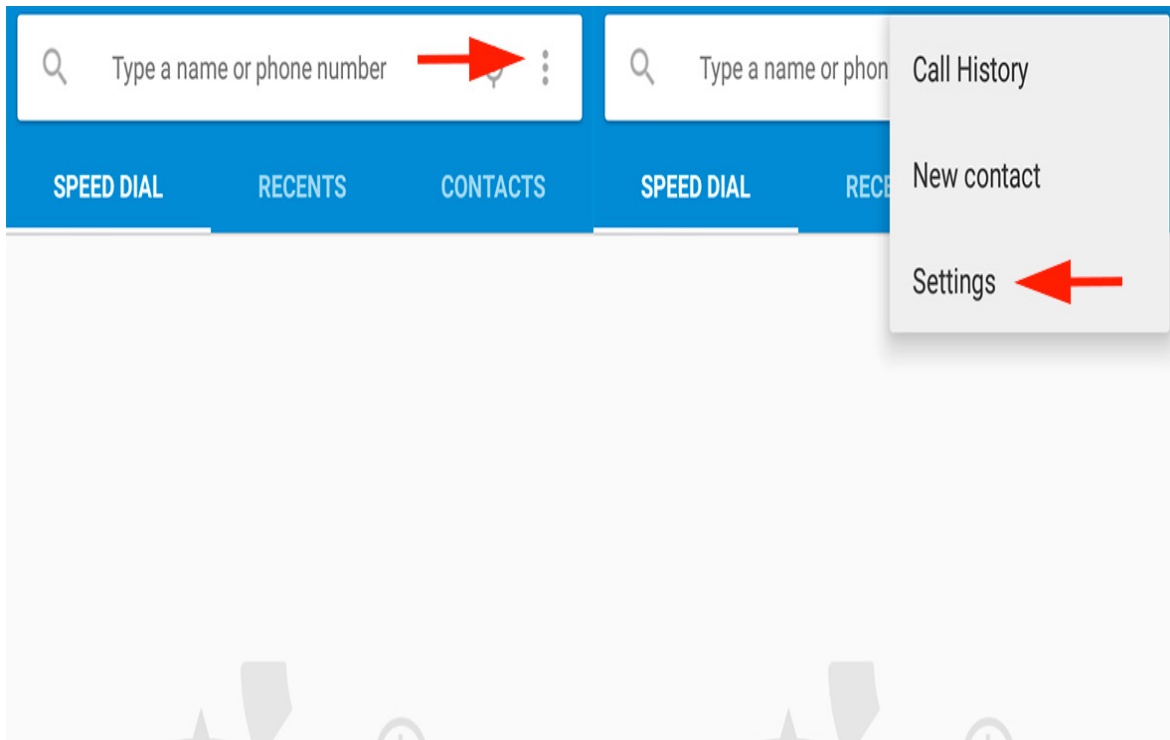 Type a name or phone number
SPEED DIAL RECENTS CONTACTS
Type a name or phon
SPEED DIAL RECE
Call History
New contact
Settings